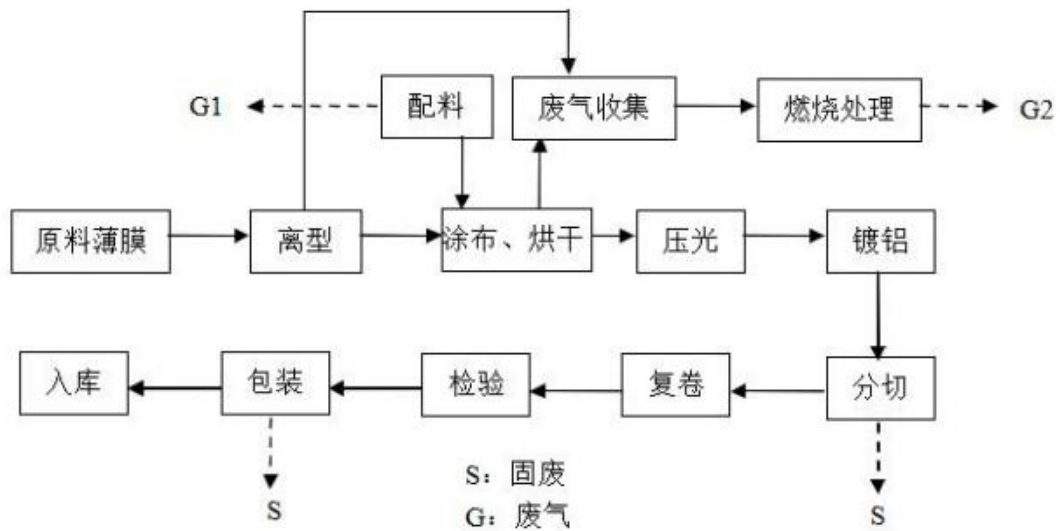 G1
配料
废气收集
燃烧处理
G2
原料薄膜
离型
涂布、烘干
压光
镀铝
入库
包装
检验
复卷
分切
S：固废
G：废气
S
S